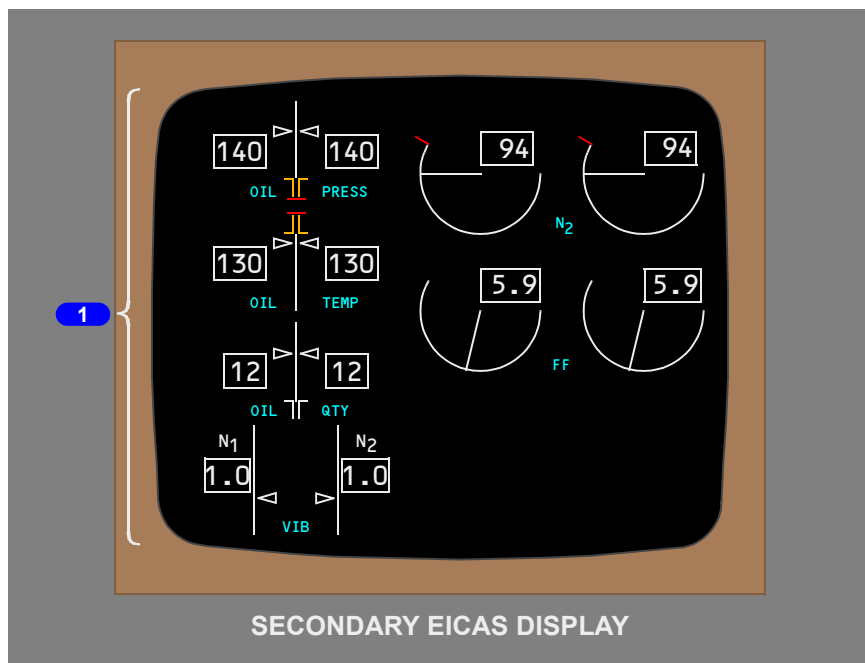 140 140
OIL PRESS
130 130
OIL TEMP
12 12
OIL QTY
N1 N2
1.0 1.0
VIB
94 94
N2
5.9 5.9
FF
1
SECONDARY EICAS DISPLAY